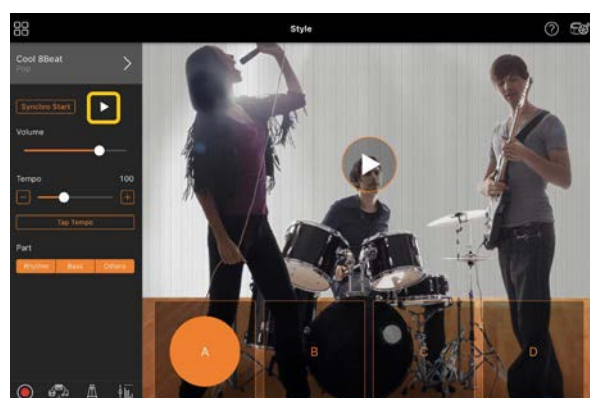 Style
Cool 8Beat
Pop
Synchro Start
Volume
Tempo 100
Tap Tempo
Part
Rhythm Bass Others
A B C D